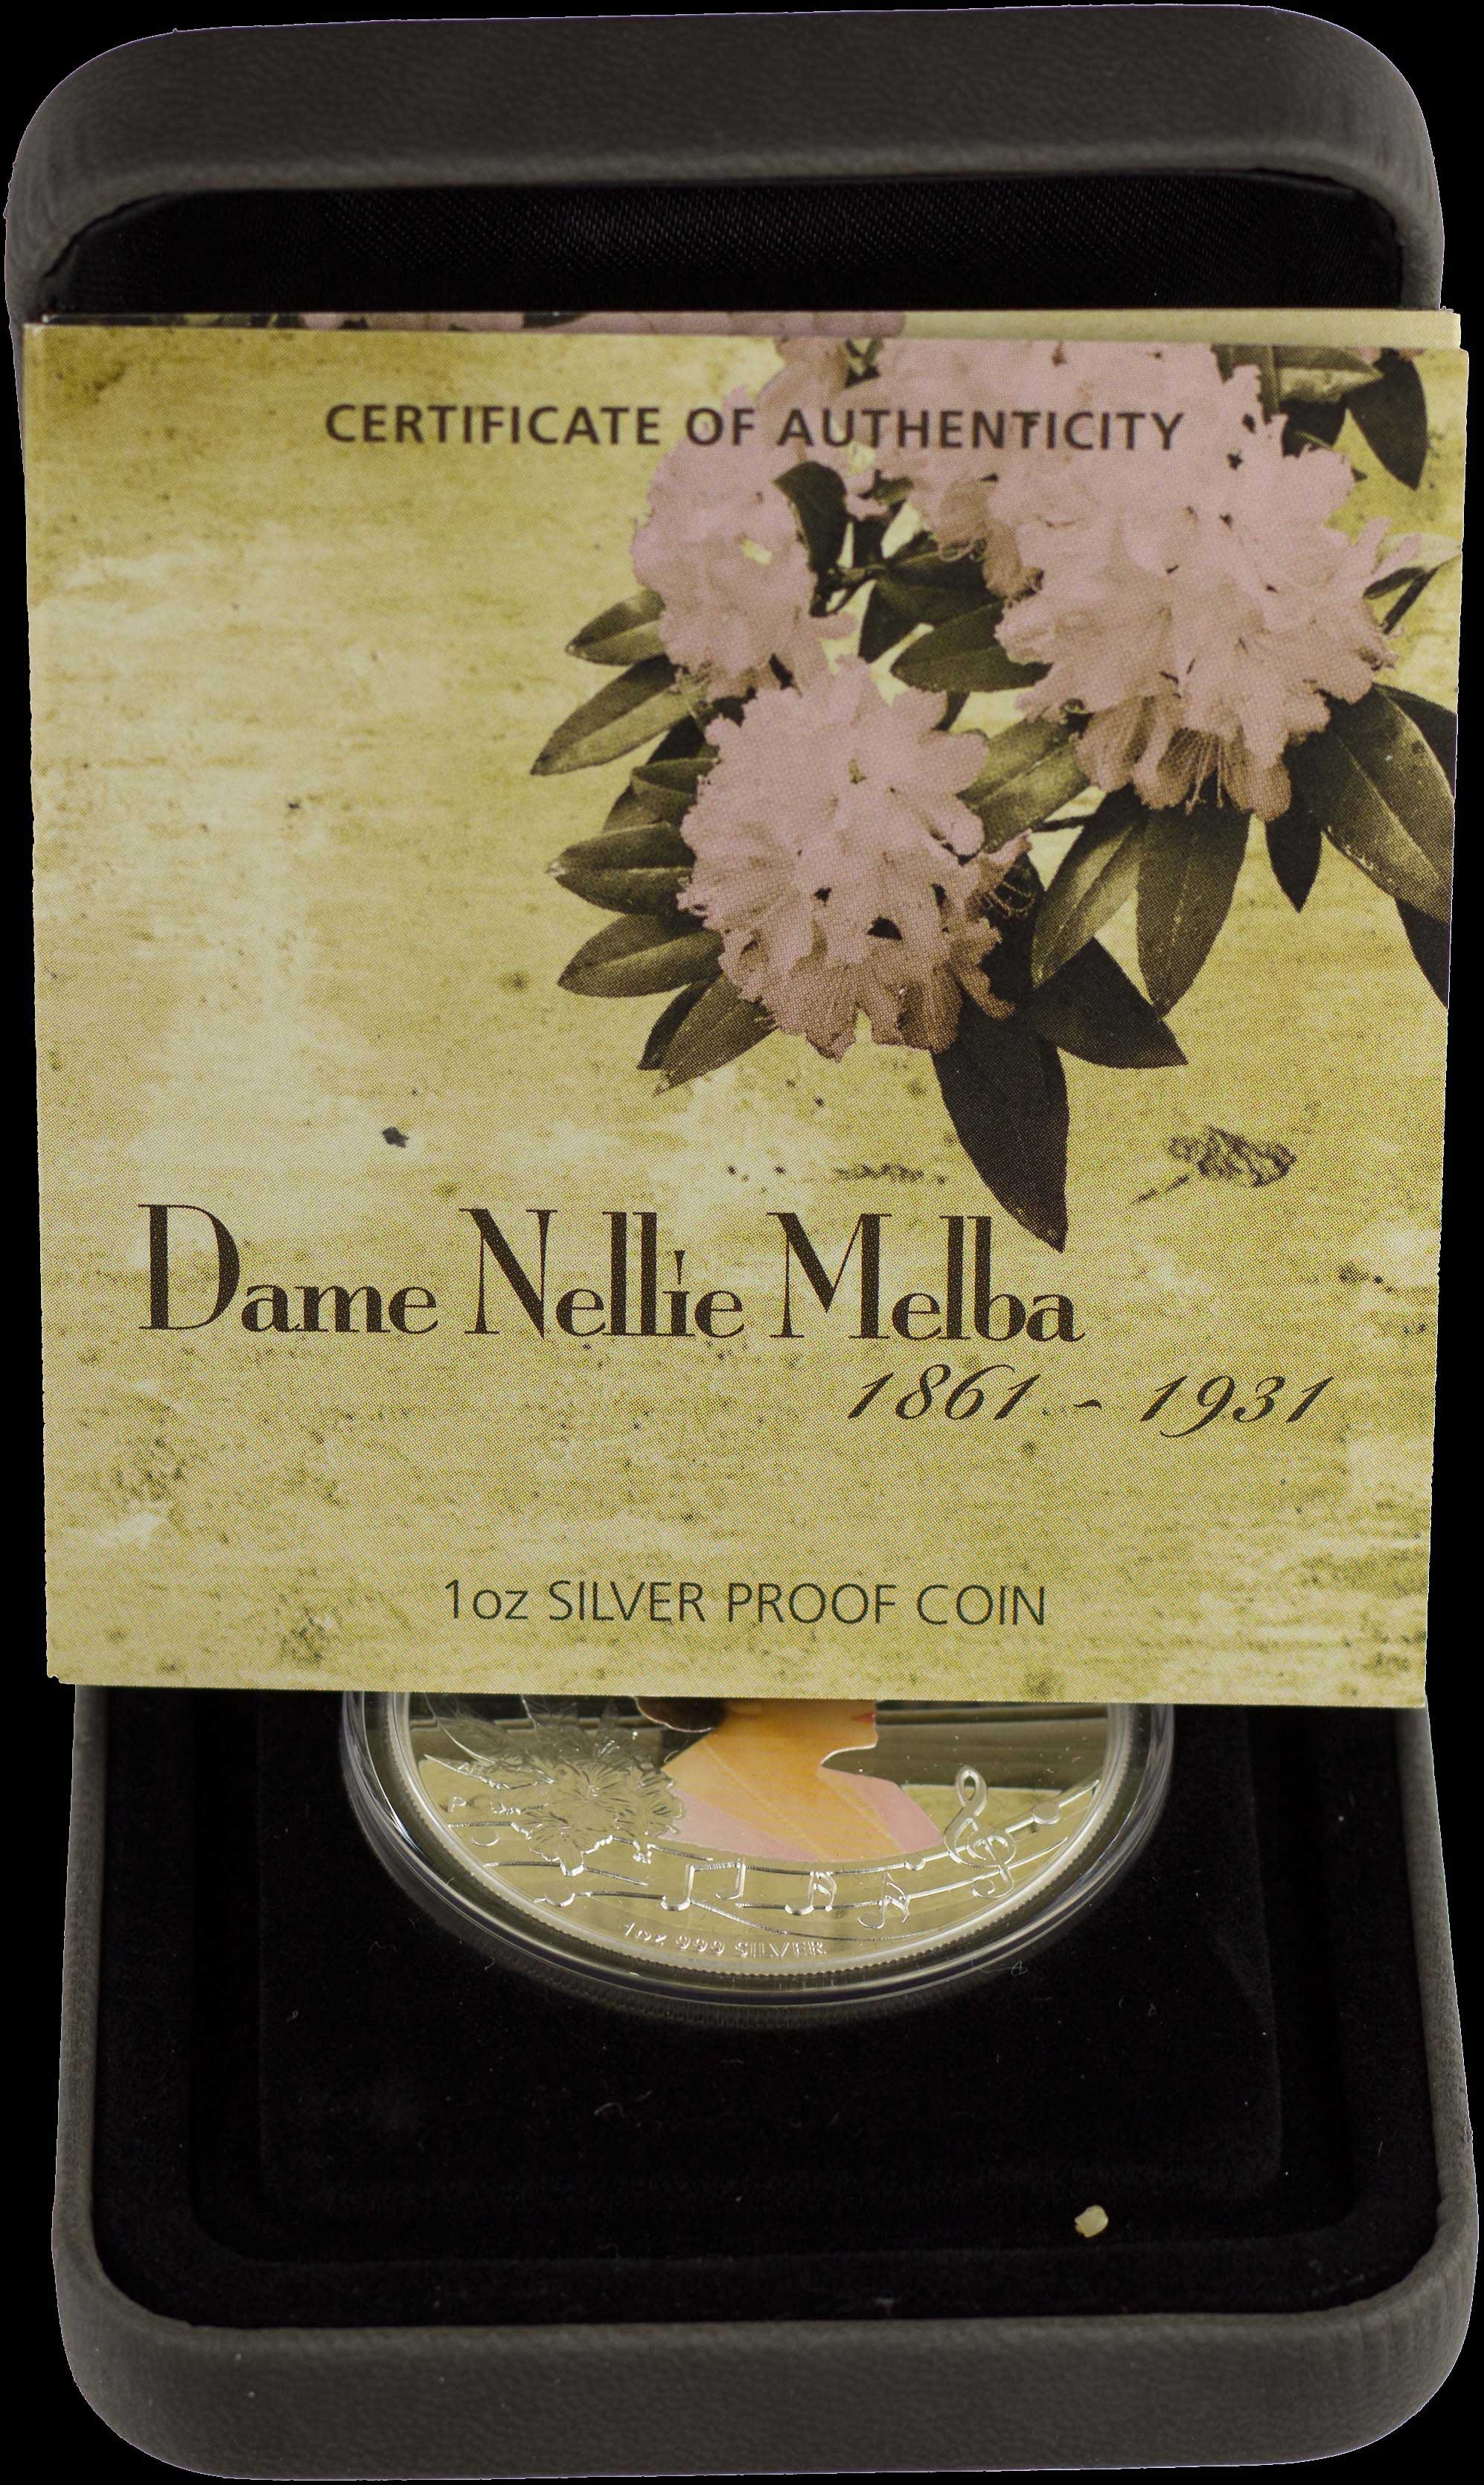 CERTIFICATE OF AUTHENTICITY
Dame Nellie Melba
1861 - 1931
1oz SILVER PROOF COIN
1oz 999 SILVER